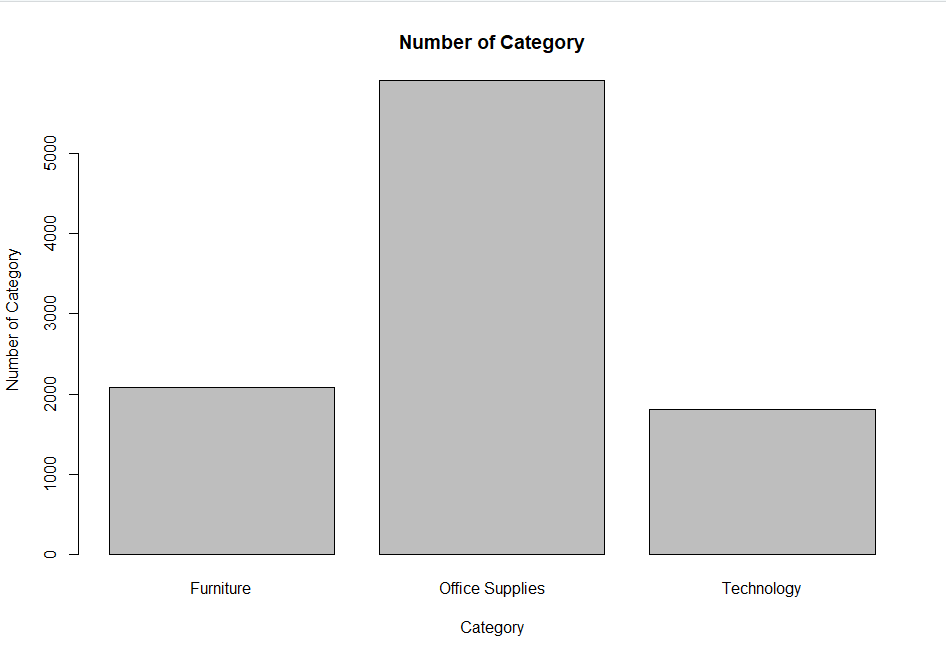 Number of Category
Number of Category
5000
4000
3000
2000
1000
0
Furniture
Office Supplies
Technology
Category